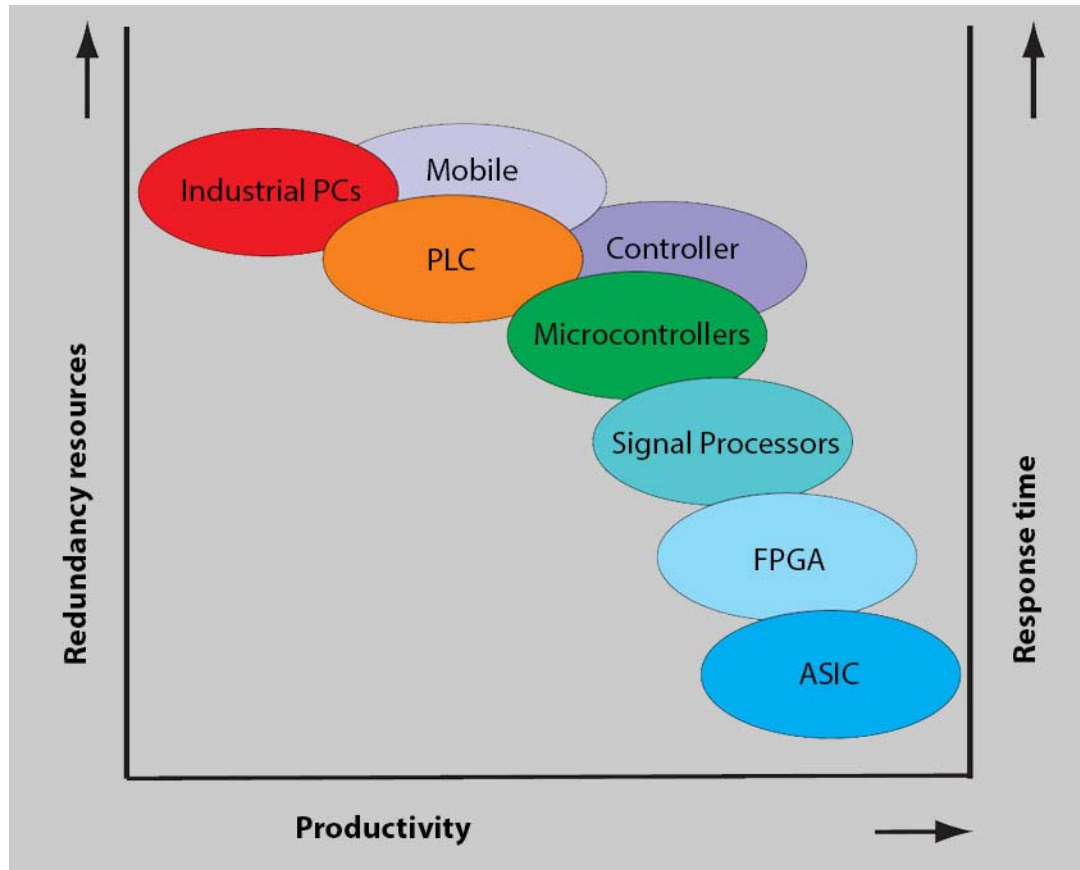 Industrial PCs
Mobile
PLC
Controller
Microcontrollers
Signal Processors
FPGA
ASIC
Redundancy resources
Response time
Productivity